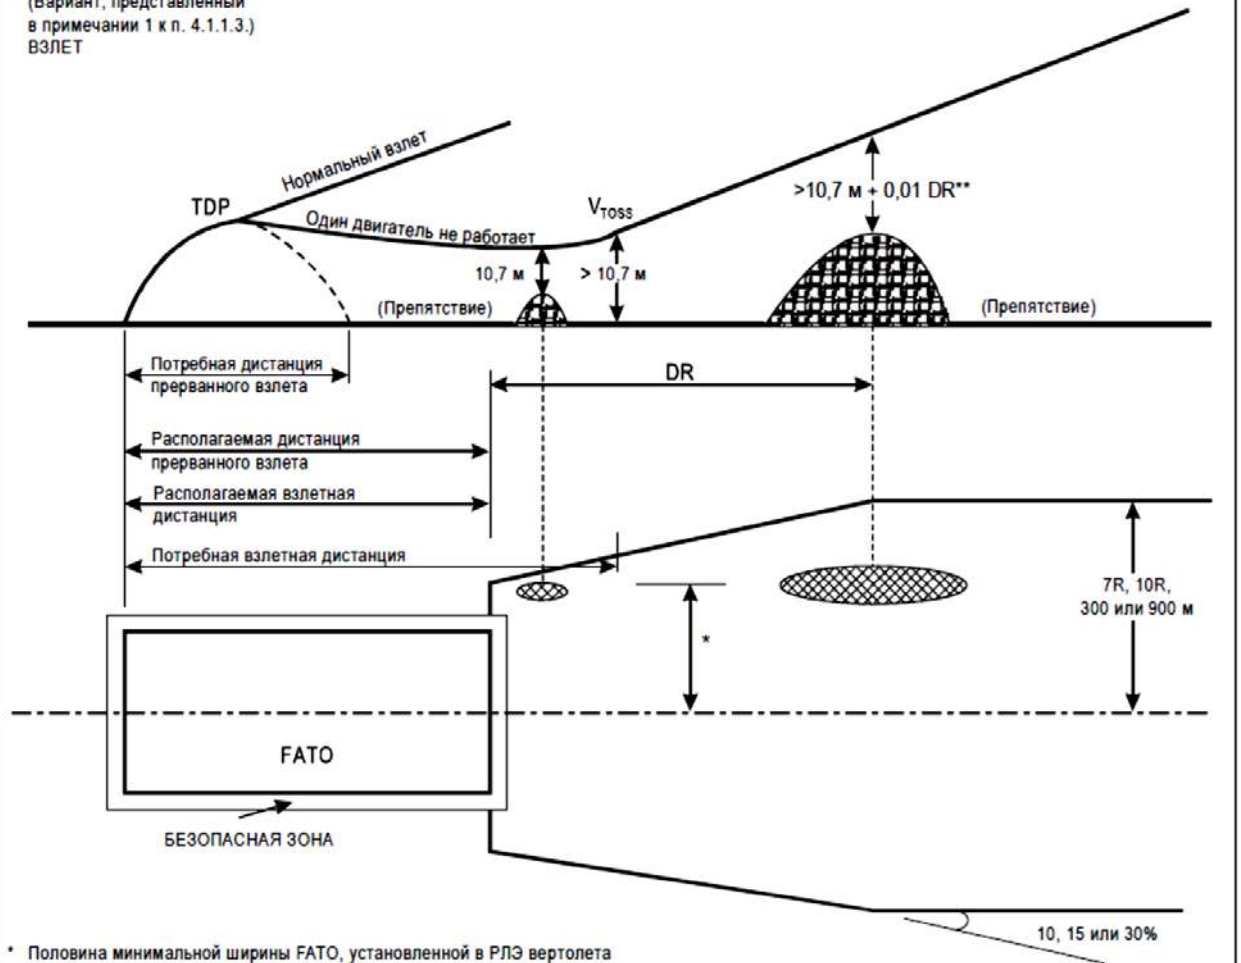 (Вариант, представленный
в примечании 1 к п. 4.1.1.3.)
ВЗЛЕТ
Нормальный взлет
TDP
Один двигатель не работает
VTOSS
>10,7 м + 0,01 DR**
10,7 м
> 10,7 м
(Препятствие)
(Препятствие)
Потребная дистанция
прерванного взлета
DR
Располагаемая дистанция
прерванного взлета
Располагаемая взлетная
дистанция
Потребная взлетная дистанция
7R, 10R,
300 или 900 м
*
FATO
БЕЗОПАСНАЯ ЗОНА
10, 15 или 30%
* Половина минимальной ширины FATO, установленной в РЛЭ вертолета